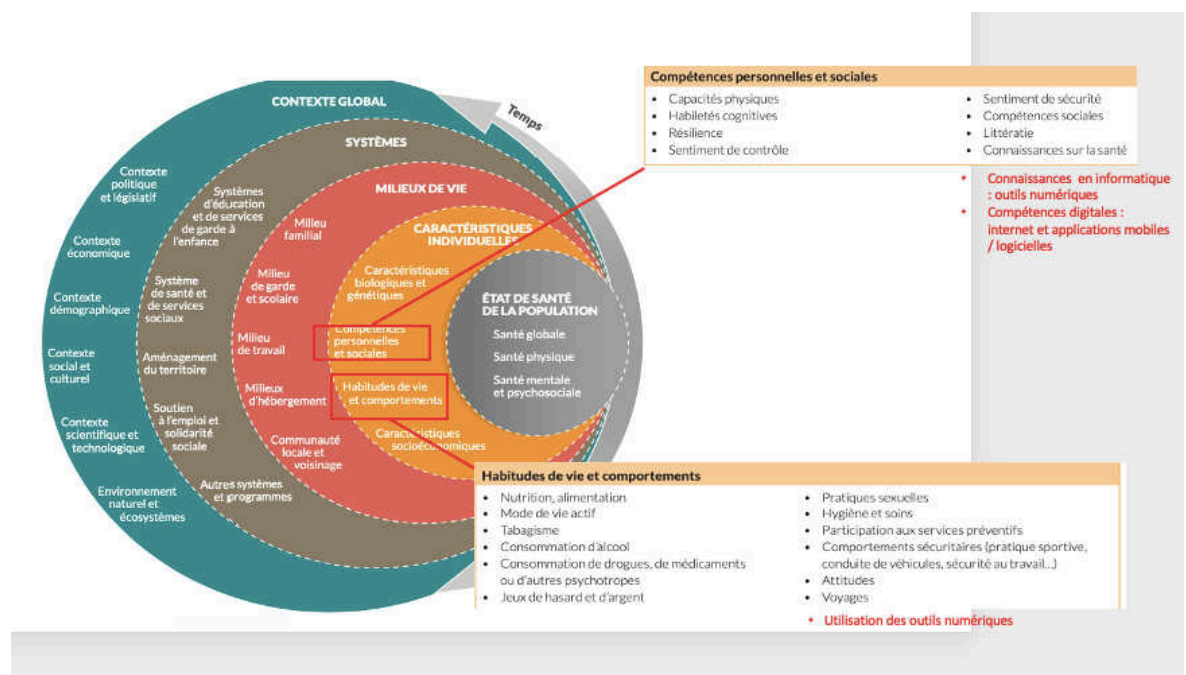 CONTEXTE GLOBAL
Temps
SYSTÈMES
MILIEUX DE VIE
CARACTÉRISTIQUES
INDIVIDUELLES
ÉTAT DE SANTÉ
DE LA POPULATION
Santé globale
Santé physique
Santé mentale
et psychosociale
Contexte
politique
et législatif
Contexte
économique
Contexte
démographique
Contexte
social et
culturel
Contexte
scientifique et
technologique
Environnement
naturel et
écosystèmes
Systèmes
d'éducation
et de services
de garde à
l'enfance
Système
de santé et
de services
sociaux
Aménagement
du territoire
Soutien
à l'emploi et
solidarité
sociale
Autres systèmes
et programmes
Milieu
familial
Milieu
de garde
et scolaire
Milieu
de travail
Milieux
d'hébergement
Communauté
locale et
voisinage
Caractéristiques
biologiques et
génétiques
Compétences
personnelles
et sociales
Habitudes de vie
et comportements
Caractéristiques
socioéconomiques
Compétences personnelles et sociales
• Capacités physiques
• Habiletés cognitives
• Résilience
• Sentiment de contrôle
• Sentiment de sécurité
• Compétences sociales
• Littératie
• Connaissances sur la santé
• Connaissances en informatique
: outils numériques
• Compétences digitales :
internet et applications mobiles
/ logicielles
Habitudes de vie et comportements
• Nutrition, alimentation
• Mode de vie actif
• Tabagisme
• Consommation d'alcool
• Consommation de drogues, de médicaments
ou d'autres psychotropes
• Jeux de hasard et d'argent
• Pratiques sexuelles
• Hygiène et soins
• Participation aux services préventifs
• Comportements sécuritaires (pratique sportive,
conduite de véhicules, sécurité au travail...)
• Attitudes
• Voyages
• Utilisation des outils numériques